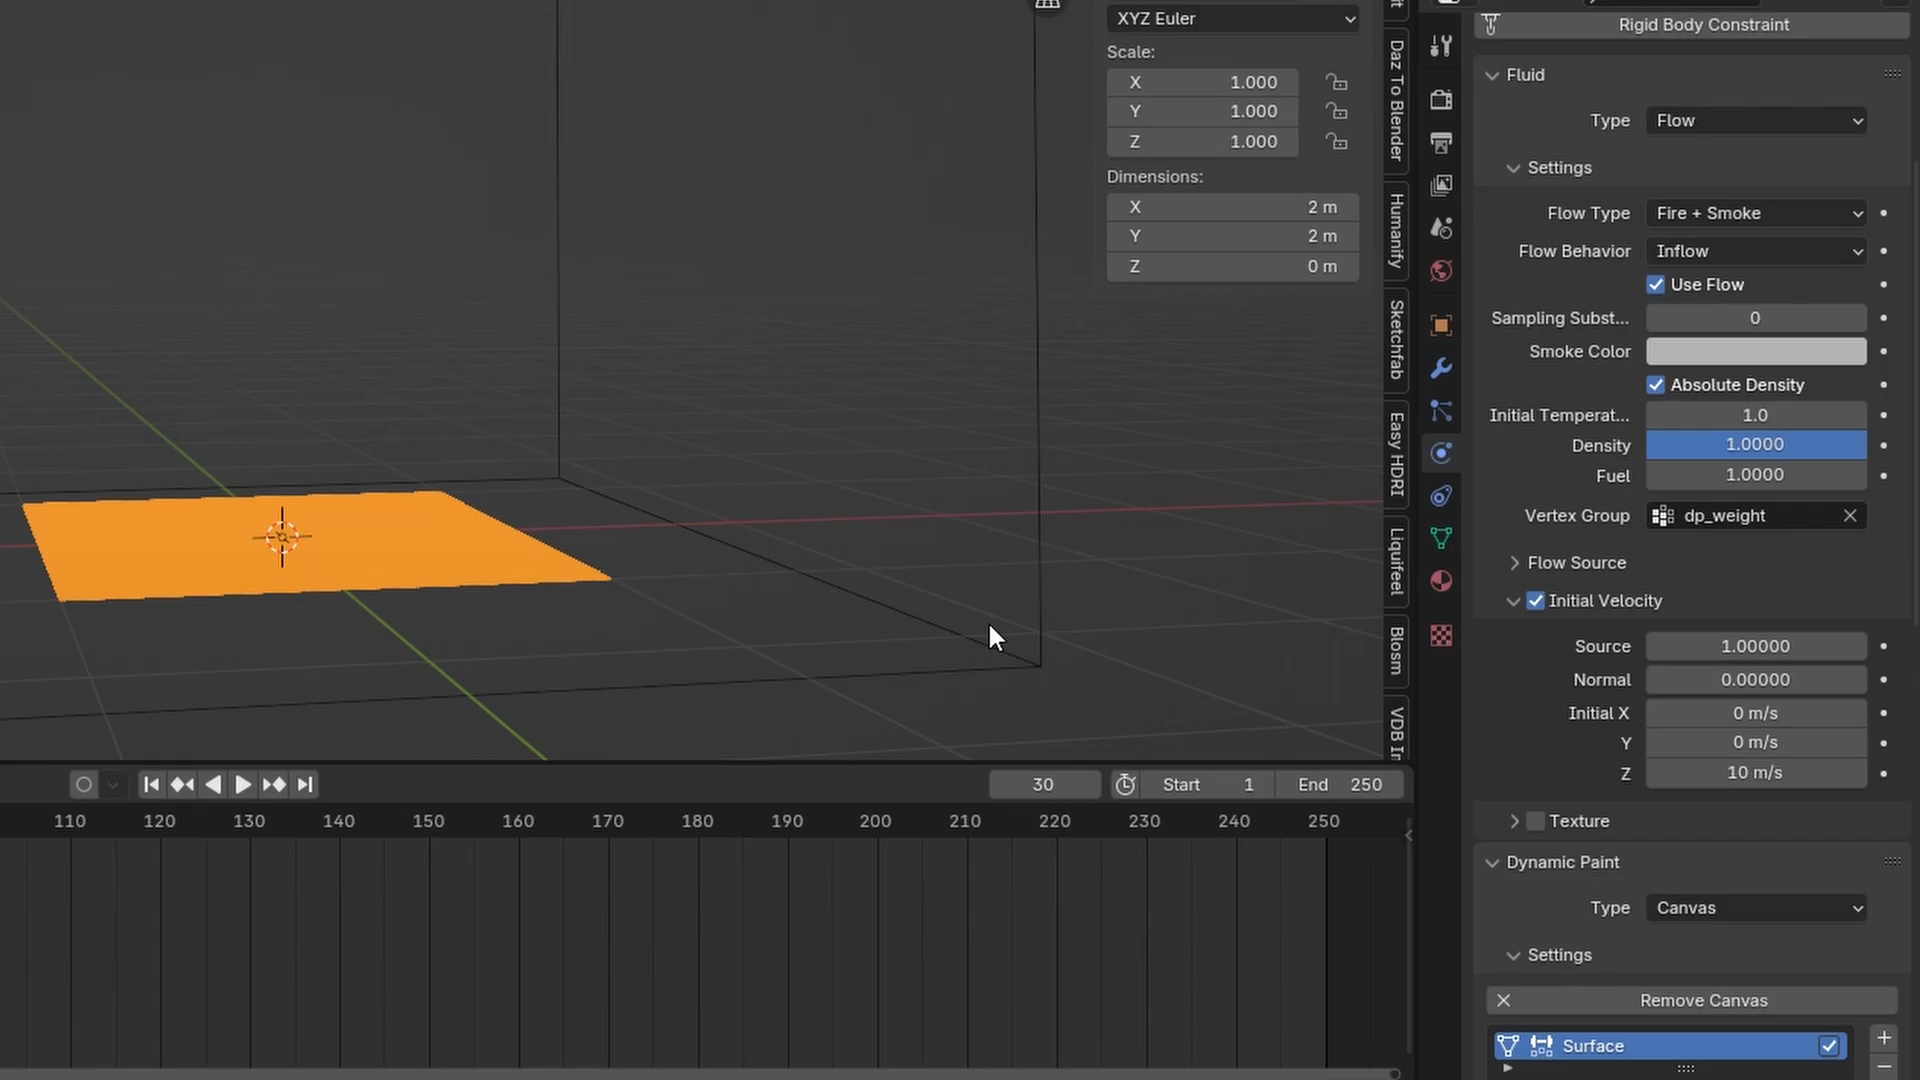 XYZ Euler
Scale:
X 1.000
Y 1.000
Z 1.000
Dimensions:
X 2 m
Y 2 m
Z 0 m
Daz To Blender
Humanify
Sketchfab
Easy HDRI
Liquifeel
Blosm
VDB
Rigid Body Constraint
Fluid
Type Flow
Settings
Flow Type Fire + Smoke
Flow Behavior Inflow
Use Flow
Sampling Subst... 0
Smoke Color
Absolute Density
Initial Temperat... 1.0
Density 1.0000
Fuel 1.0000
Vertex Group dp_weight
Flow Source
Initial Velocity
Source 1.00000
Normal 0.00000
Initial X 0 m/s
Y 0 m/s
Z 10 m/s
Texture
Dynamic Paint
Type Canvas
Settings
Remove Canvas
Surface
30 Start 1 End 250
110 120 130 140 150 160 170 180 190 200 210 220 230 240 250